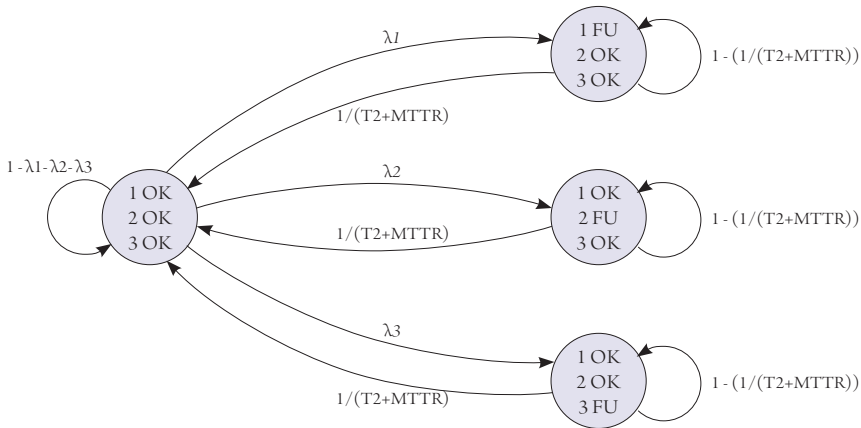 λ1
1 FU
2 OK
3 OK
1 - (1/(T2+MTTR))
1/(T2+MTTR)
1 -λ1-λ2-λ3
1 OK
2 OK
3 OK
λ2
1/(T2+MTTR)
1 OK
2 FU
3 OK
1 - (1/(T2+MTTR))
λ3
1/(T2+MTTR)
1 OK
2 OK
3 FU
1 - (1/(T2+MTTR))